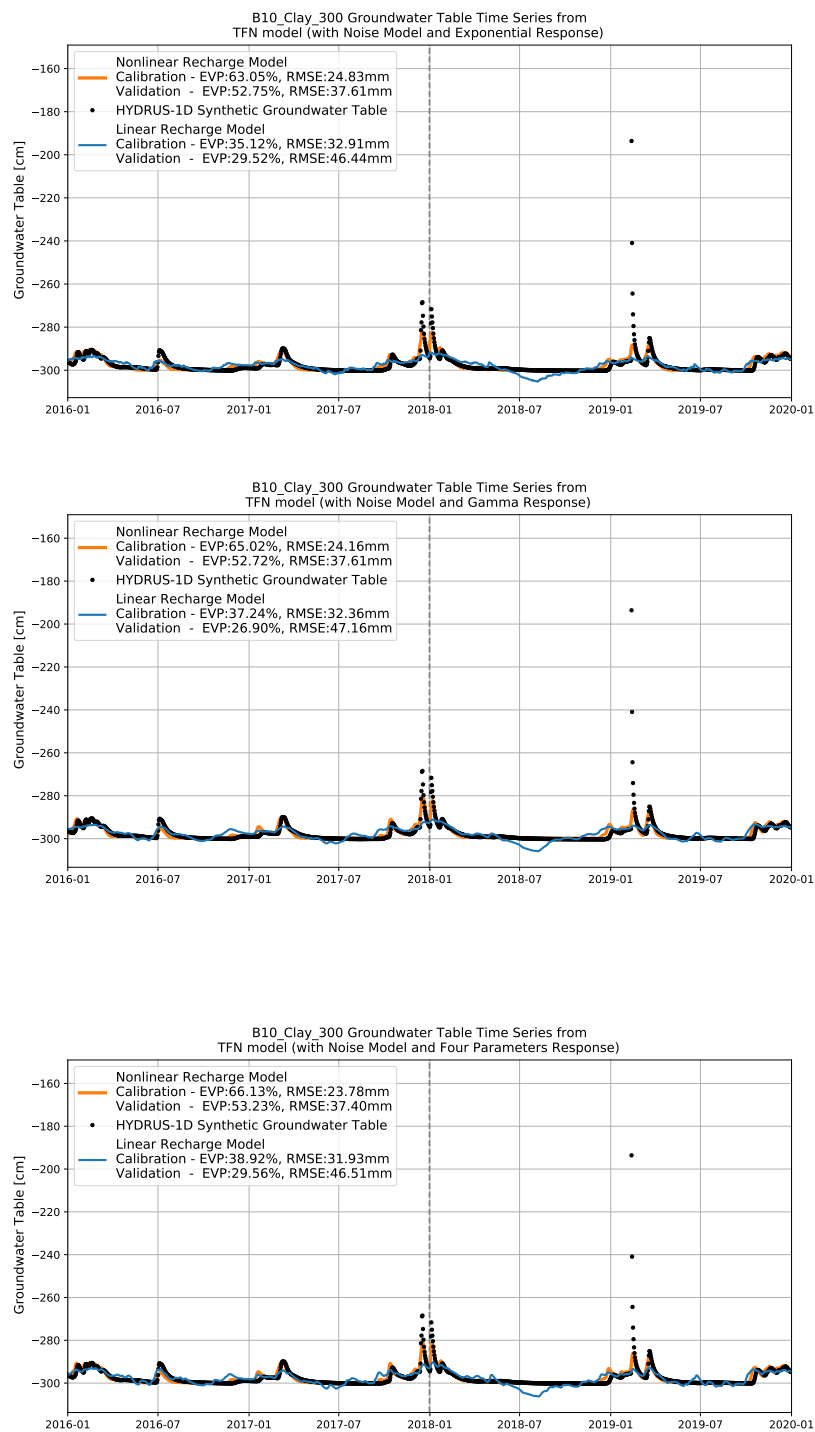 B10_Clay_300 Groundwater Table Time Series from
TFN model (with Noise Model and Exponential Response)
Nonlinear Recharge Model
Calibration - EVP:63.05%, RMSE:24.83mm
Validation  -  EVP:52.75%, RMSE:37.61mm
HYDRUS-1D Synthetic Groundwater Table
Linear Recharge Model
Calibration - EVP:35.12%, RMSE:32.91mm
Validation  -  EVP:29.52%, RMSE:46.44mm
Groundwater Table [cm]
−160
−180
−200
−220
−240
−260
−280
−300
2016-01 2016-07 2017-01 2017-07 2018-01 2018-07 2019-01 2019-07 2020-01
B10_Clay_300 Groundwater Table Time Series from
TFN model (with Noise Model and Gamma Response)
Nonlinear Recharge Model
Calibration - EVP:65.02%, RMSE:24.16mm
Validation  -  EVP:52.72%, RMSE:37.61mm
HYDRUS-1D Synthetic Groundwater Table
Linear Recharge Model
Calibration - EVP:37.24%, RMSE:32.36mm
Validation  -  EVP:26.90%, RMSE:47.16mm
Groundwater Table [cm]
−160
−180
−200
−220
−240
−260
−280
−300
2016-01 2016-07 2017-01 2017-07 2018-01 2018-07 2019-01 2019-07 2020-01
B10_Clay_300 Groundwater Table Time Series from
TFN model (with Noise Model and Four Parameters Response)
Nonlinear Recharge Model
Calibration - EVP:66.13%, RMSE:23.78mm
Validation  -  EVP:53.23%, RMSE:37.40mm
HYDRUS-1D Synthetic Groundwater Table
Linear Recharge Model
Calibration - EVP:38.92%, RMSE:31.93mm
Validation  -  EVP:29.56%, RMSE:46.51mm
Groundwater Table [cm]
−160
−180
−200
−220
−240
−260
−280
−300
2016-01 2016-07 2017-01 2017-07 2018-01 2018-07 2019-01 2019-07 2020-01